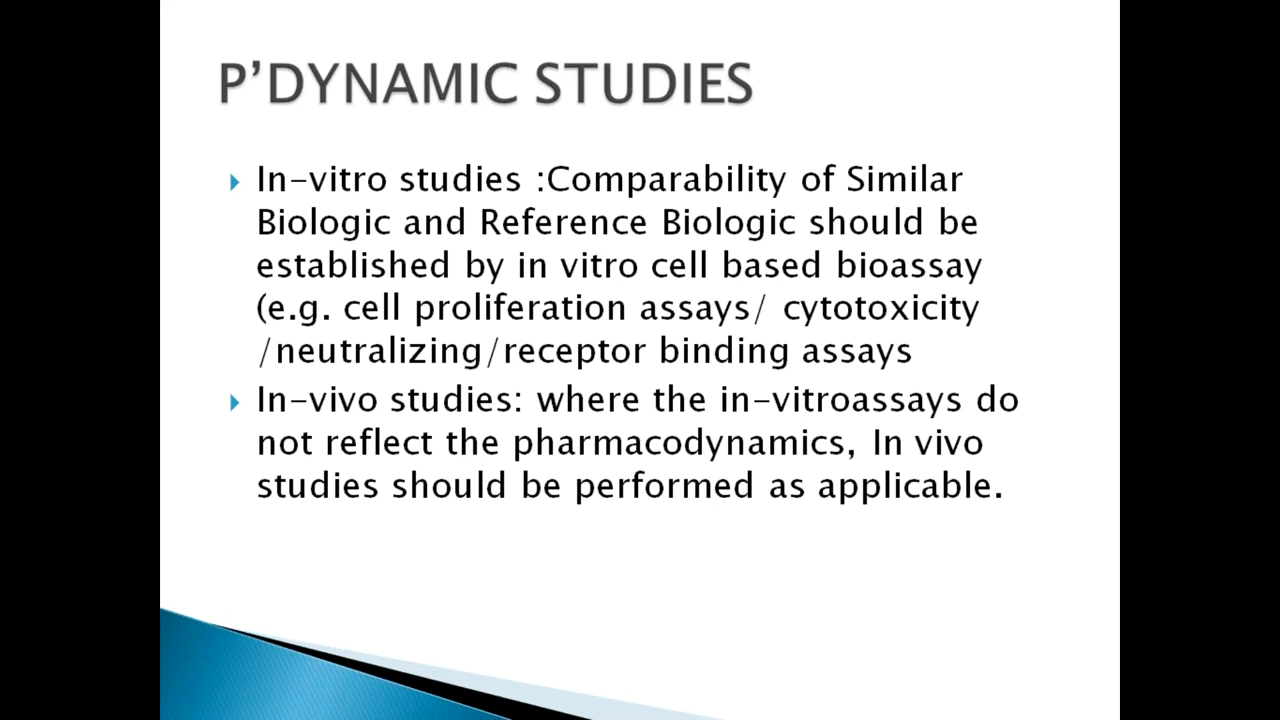 P’DYNAMIC STUDIES
In-vitro studies :Comparability of Similar
Biologic and Reference Biologic should be
established by in vitro cell based bioassay
(e.g. cell proliferation assays/ cytotoxicity
/neutralizing/receptor binding assays
In-vivo studies: where the in-vitroassays do
not reflect the pharmacodynamics, In vivo
studies should be performed as applicable.